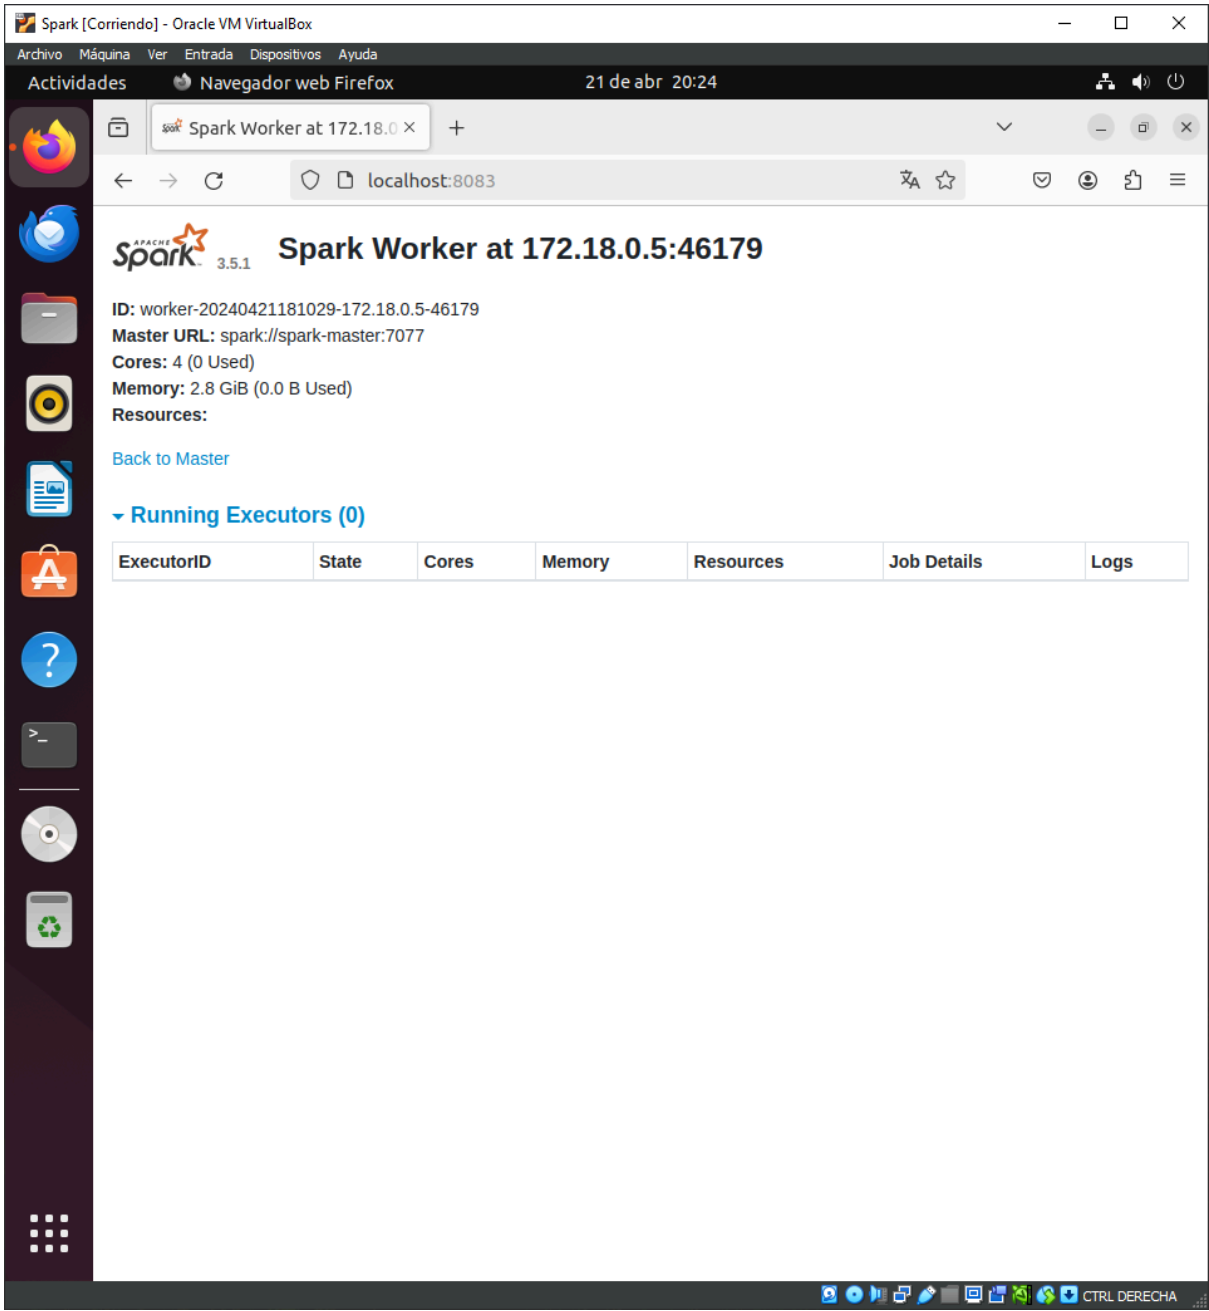 Spark [Corriendo] - Oracle VM VirtualBox
Archivo Máquina Ver Entrada Dispositivos Ayuda
Actividades Navegador web Firefox 21 de abr 20:24
Spark Spark Worker at 172.18.0
localhost:8083
APACHE Spark 3.5.1 Spark Worker at 172.18.0.5:46179
ID: worker-20240421181029-172.18.0.5-46179
Master URL: spark://spark-master:7077
Cores: 4 (0 Used)
Memory: 2.8 GiB (0.0 B Used)
Resources:
Back to Master
Running Executors (0)
ExecutorID State Cores Memory Resources Job Details Logs
CTRL DERECHA